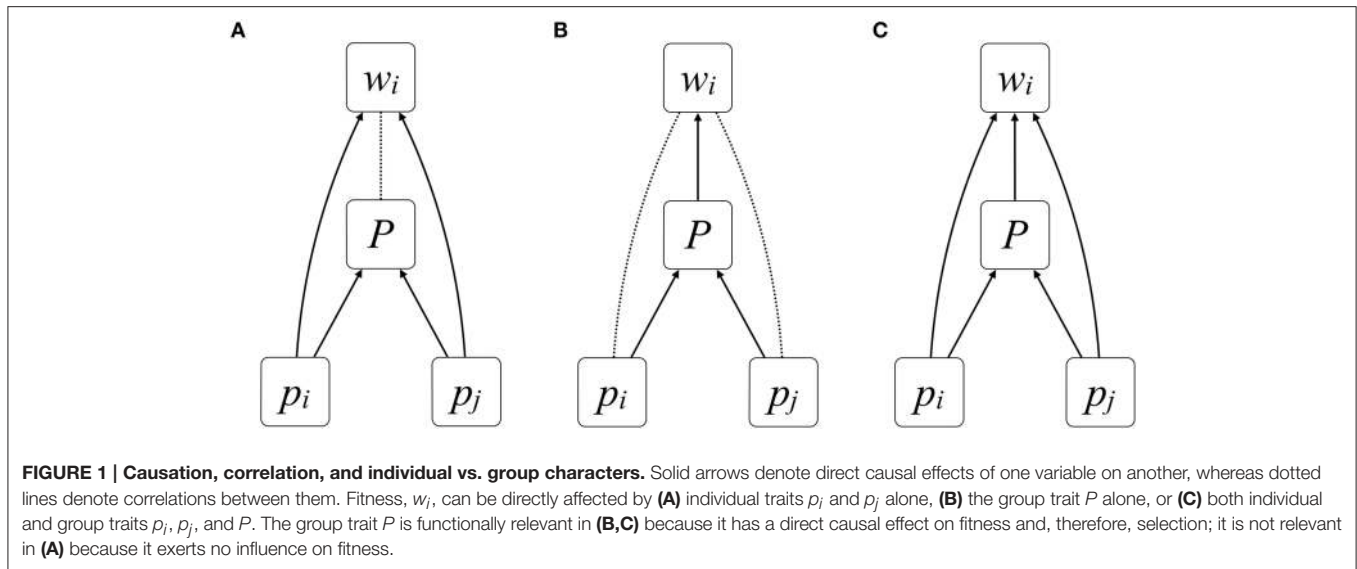 A
B
C
w_i
w_i
w_i
P
P
P
p_i
p_j
p_i
p_j
p_i
p_j
FIGURE 1 | Causation, correlation, and individual vs. group characters. Solid arrows denote direct causal effects of one variable on another, whereas dotted
lines denote correlations between them. Fitness, w_i, can be directly affected by (A) individual traits p_i and p_j alone, (B) the group trait P alone, or (C) both individual
and group traits p_i, p_j, and P. The group trait P is functionally relevant in (B,C) because it has a direct causal effect on fitness and, therefore, selection; it is not relevant
in (A) because it exerts no influence on fitness.